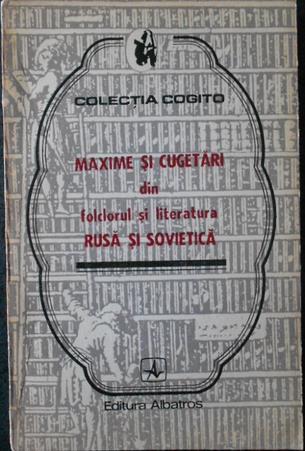 COLECȚIA COGITO
MAXIME ȘI CUGETĂRI
din
folclorul și literatura
RUSĂ ȘI SOVIETICĂ
Editura Albatros